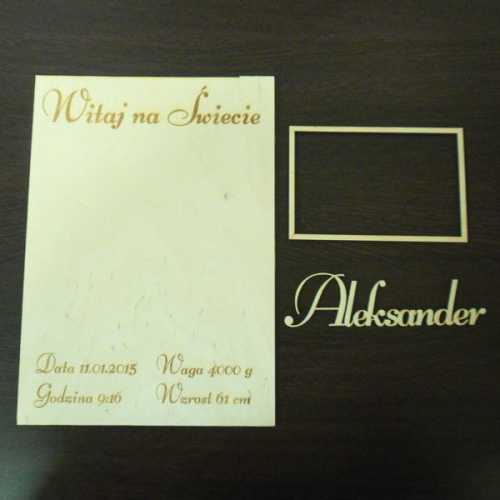 Witaj na Świecie
Aleksander
Data 11.01.2015 Waga 4000 g
Godzina 9:16 Wzrost 61 cm